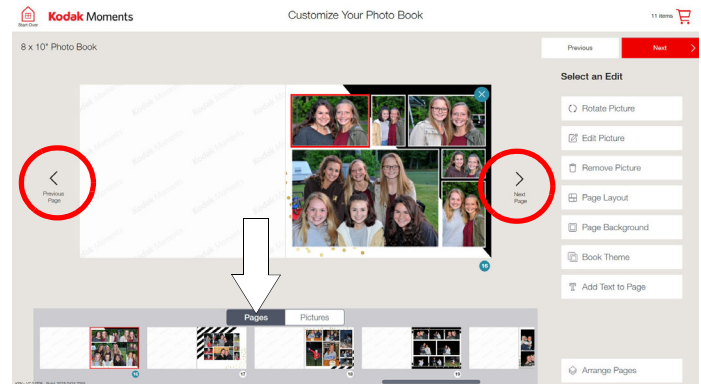 Start Over
Kodak Moments
Customize Your Photo Book
11 items
8 x 10" Photo Book
Previous
Next
Select an Edit
Rotate Picture
Edit Picture
Remove Picture
Page Layout
Page Background
Book Theme
Add Text to Page
Arrange Pages
Previous
Page
Next
Page
16
Pages
Pictures
16
17
18
19